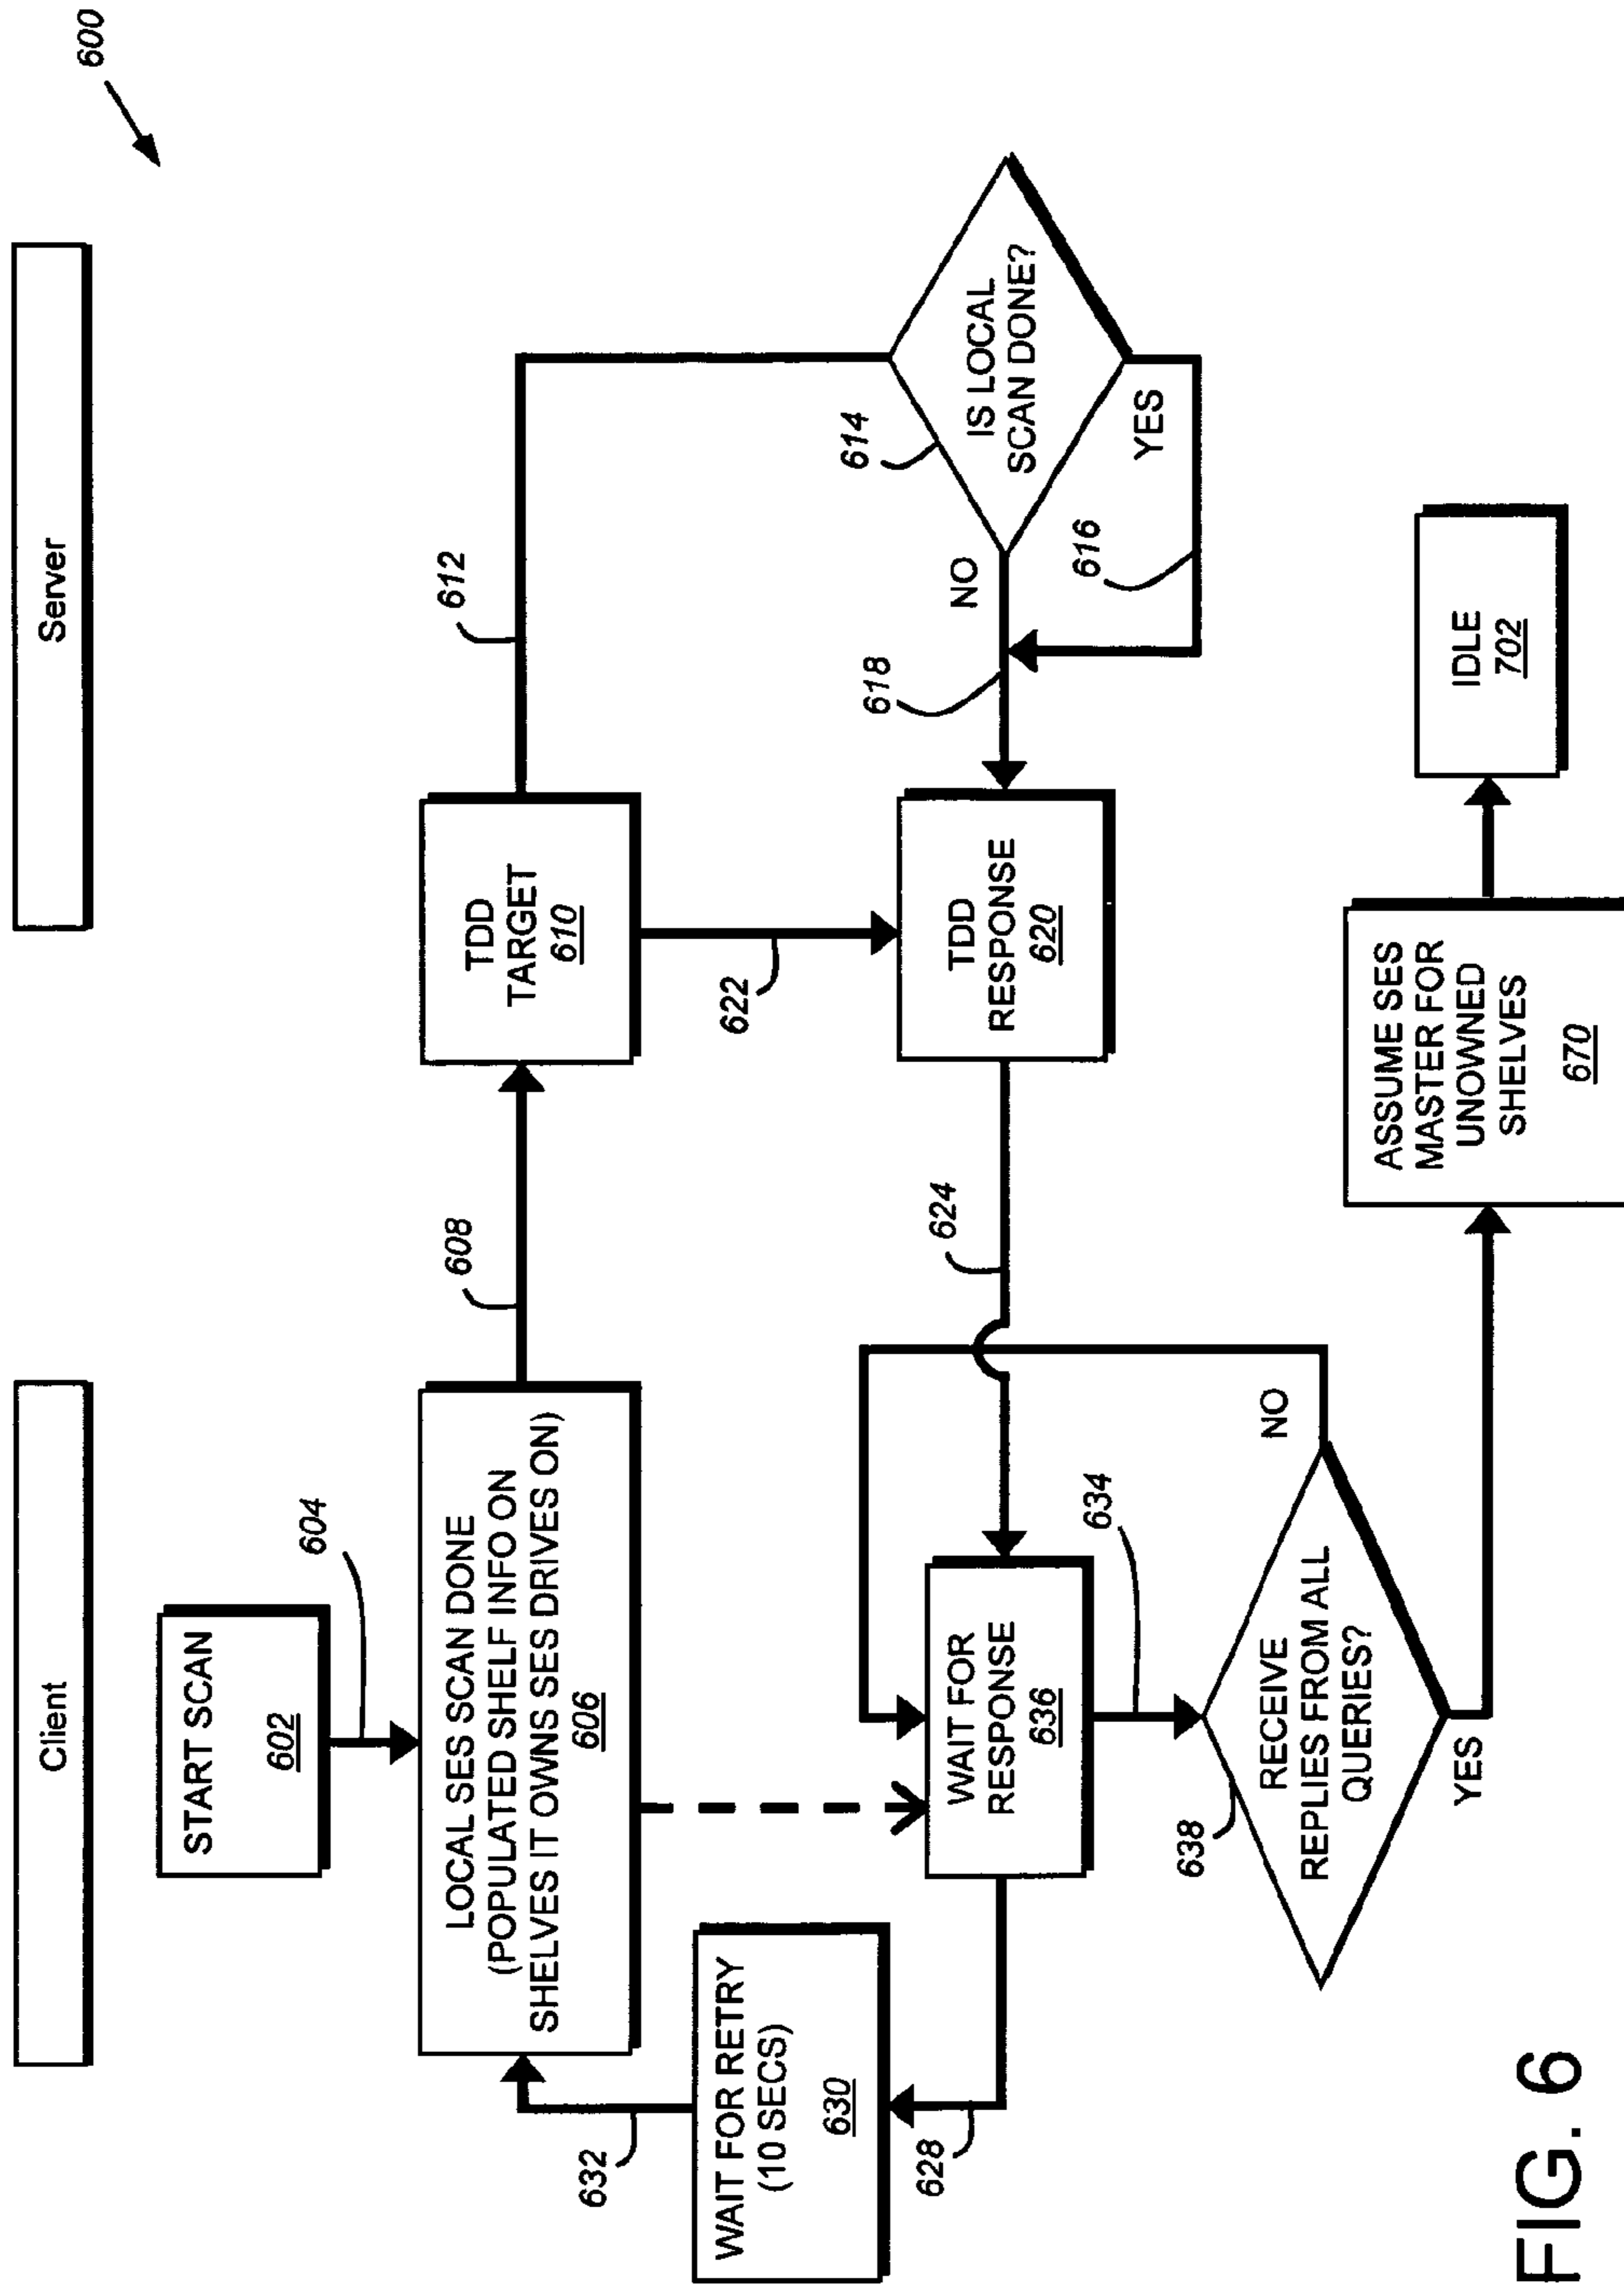 600
Client
Server
START SCAN
602
604
LOCAL SES SCAN DONE
(POPULATED SHELF INFO ON
SHELVES IT OWNS SES DRIVES ON)
606
608
TDD
TARGET
610
612
632
WAIT FOR RETRY
(10 SECS)
630
622
614
IS LOCAL
SCAN DONE?
NO
YES
616
618
628
WAIT FOR
RESPONSE
636
624
TDD
RESPONSE
620
634
638
RECEIVE
REPLIES FROM ALL
QUERIES?
NO
YES
ASSUME SES
MASTER FOR
UNOWNED
SHELVES
670
IDLE
702
FIG. 6